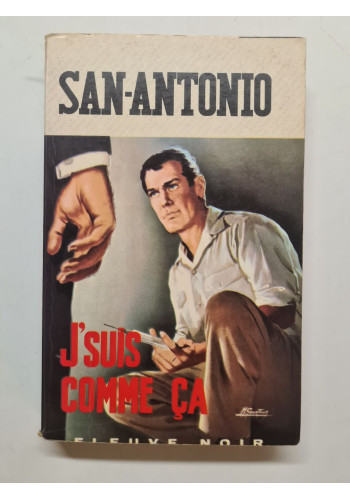 SAN-ANTONIO
J'SUIS
COMME ÇA
FLEUVE NOIR